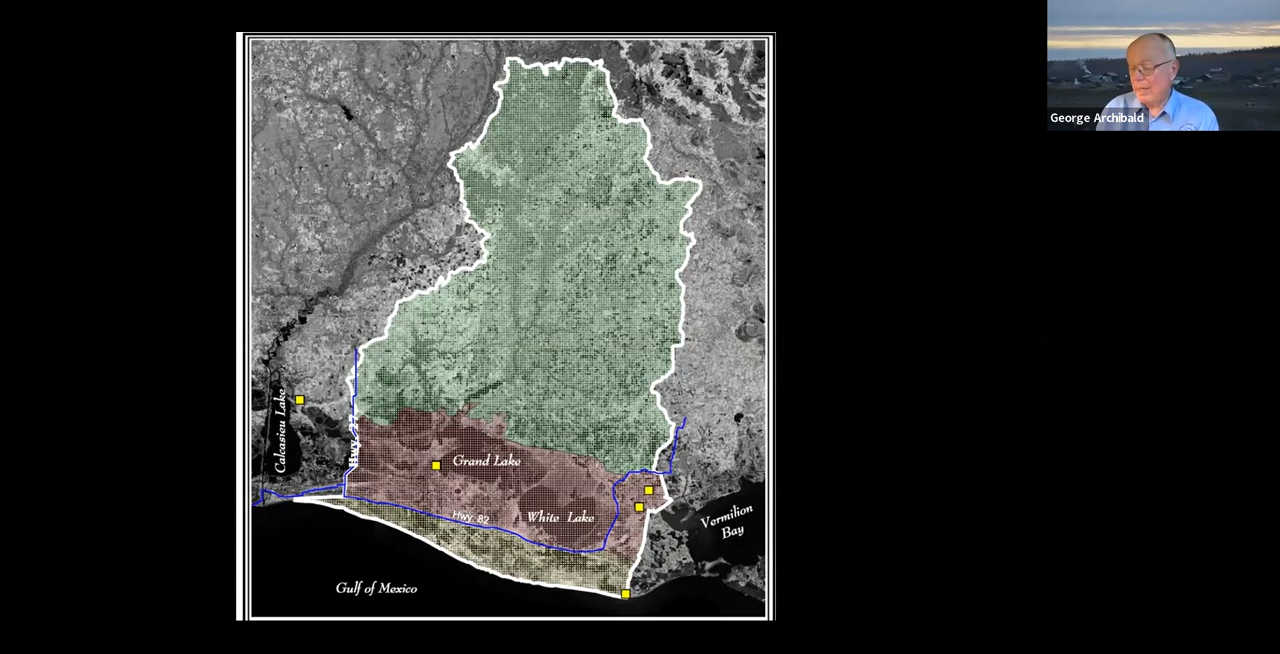 George Archibald
Calcasieu Lake
Hwy. 27
Grand Lake
White Lake
Hwy. 82
Vermilion
Bay
Gulf of Mexico